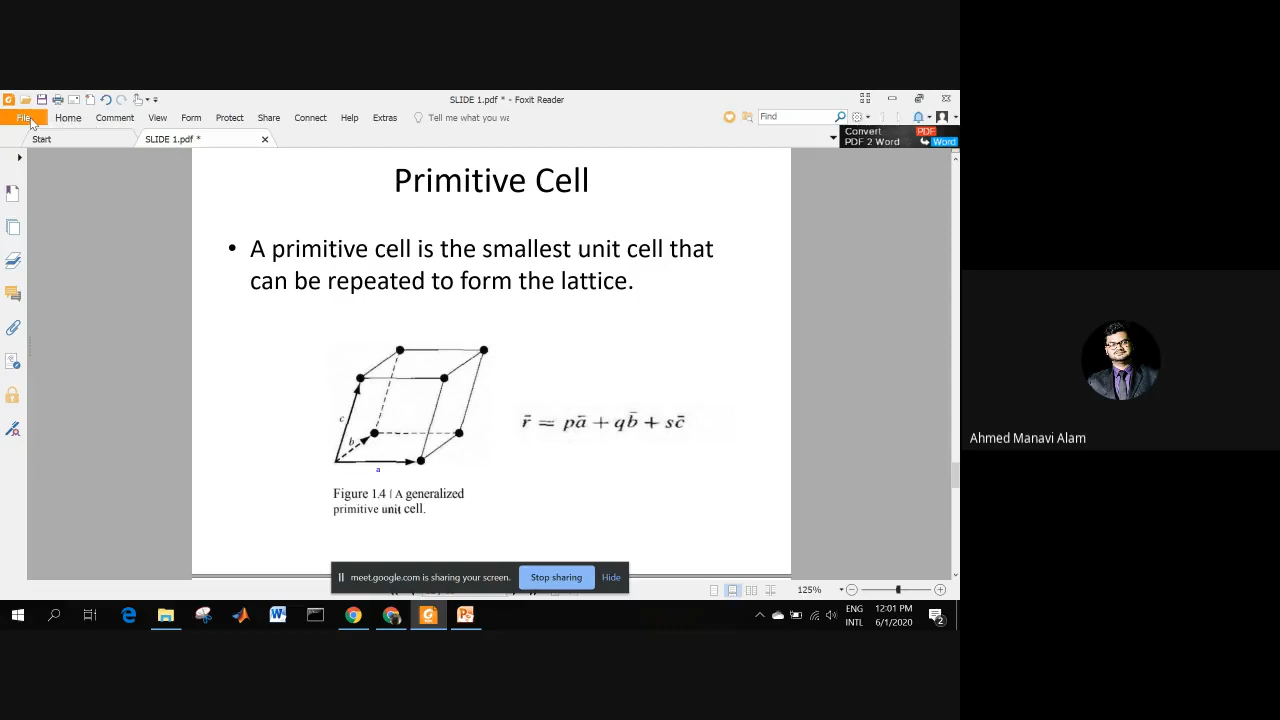 SLIDE 1.pdf * - Foxit Reader
File Home Comment View Form Protect Share Connect Help Extras Tell me what you wa Find
Convert PDF
PDF 2 Word Word
Start SLIDE 1.pdf *
Primitive Cell
• A primitive cell is the smallest unit cell that
can be repeated to form the lattice.
c
b
a
r̄ = pā + qb̄ + sc̄
Figure 1.4 | A generalized
primitive unit cell.
meet.google.com is sharing your screen. Stop sharing Hide
125%
ENG 12:01 PM
INTL 6/1/2020
2
Ahmed Manavi Alam